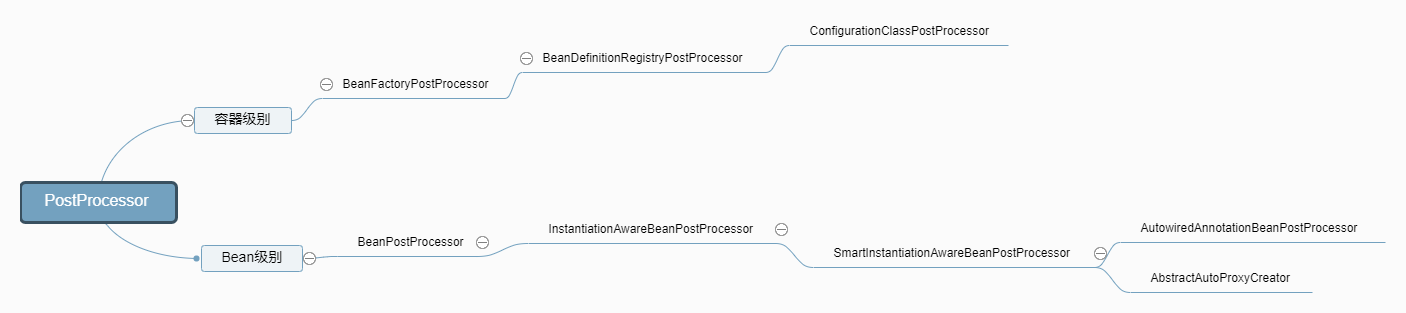 ConfigurationClassPostProcessor
BeanDefinitionRegistryPostProcessor
BeanFactoryPostProcessor
容器级别
PostProcessor
Bean级别
BeanPostProcessor
InstantiationAwareBeanPostProcessor
SmartInstantiationAwareBeanPostProcessor
AutowiredAnnotationBeanPostProcessor
AbstractAutoProxyCreator